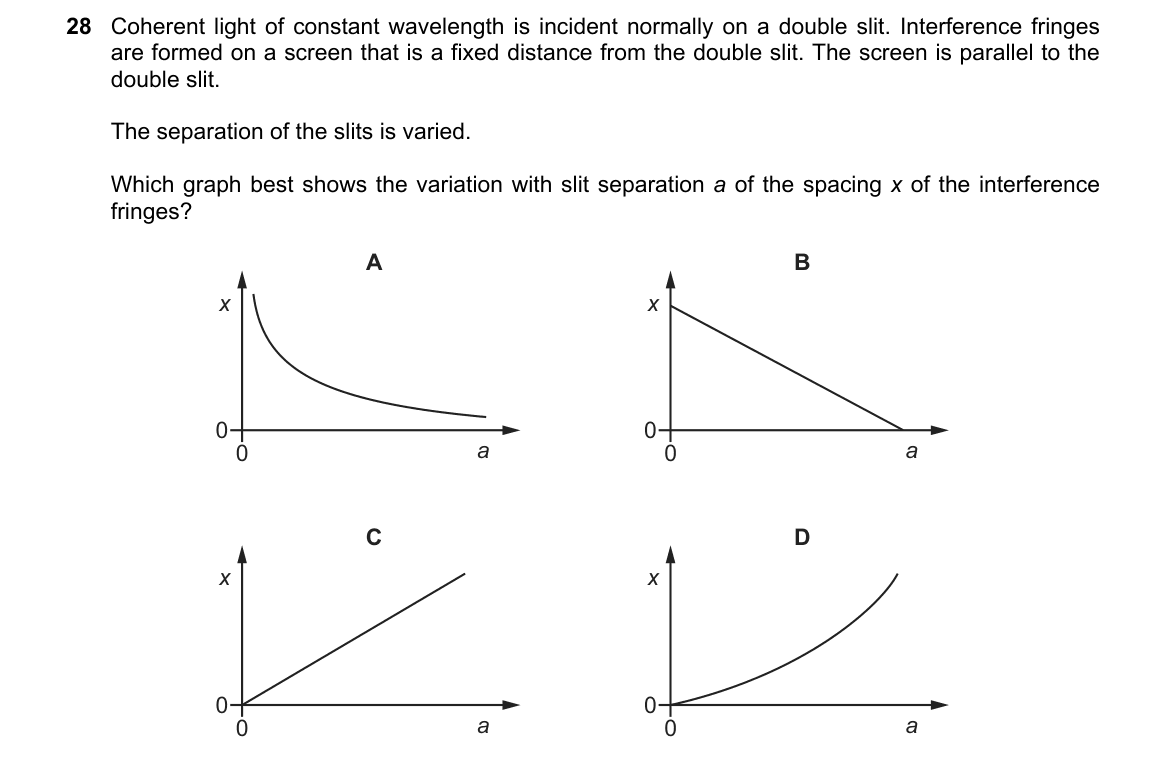 28 Coherent light of constant wavelength is incident normally on a double slit. Interference fringes
are formed on a screen that is a fixed distance from the double slit. The screen is parallel to the
double slit.
The separation of the slits is varied.
Which graph best shows the variation with slit separation a of the spacing x of the interference
fringes?
A
x
0
0
a
B
x
0
0
a
C
x
0
0
a
D
x
0
0
a